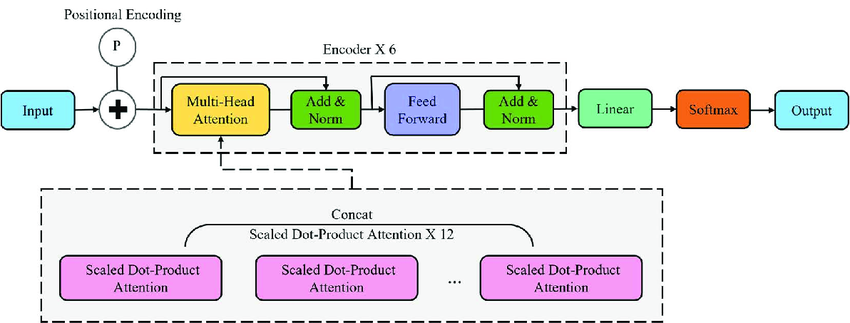 Positional Encoding
P
Encoder X 6
Input
Multi-Head
Attention
Add &
Norm
Feed
Forward
Add &
Norm
Linear
Softmax
Output
Concat
Scaled Dot-Product Attention X 12
Scaled Dot-Product
Attention
Scaled Dot-Product
Attention
...
Scaled Dot-Product
Attention